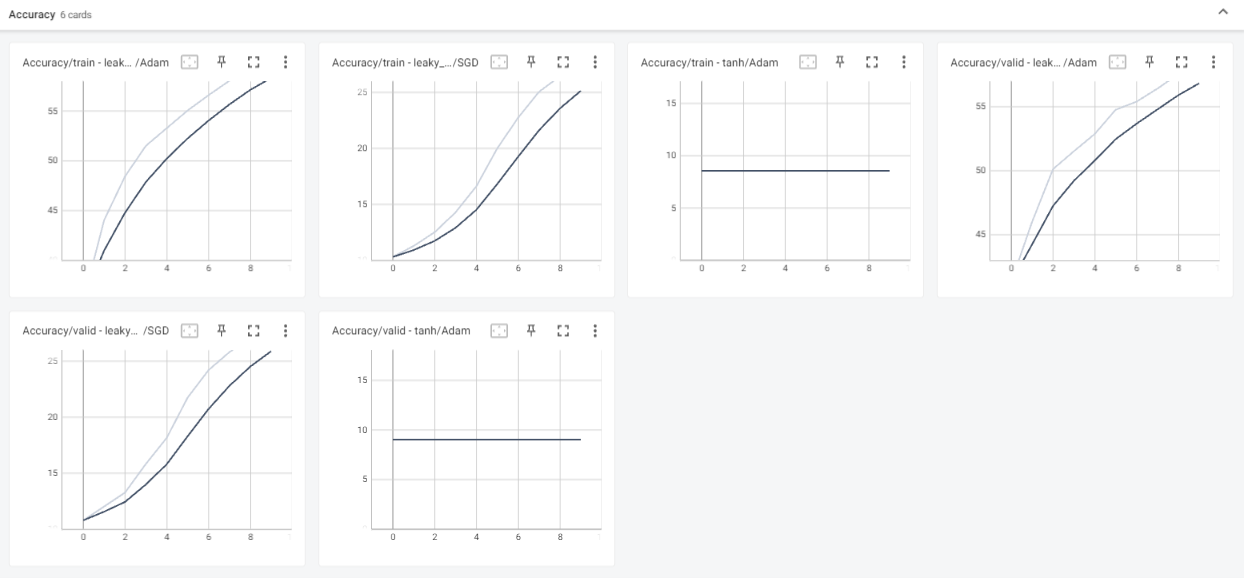 Accuracy 6 cards
Accuracy/train - leak... /Adam
55
50
45
0 2 4 6 8
Accuracy/train - leaky_.../SGD
25
20
15
0 2 4 6 8
Accuracy/train - tanh/Adam
15
10
5
0 2 4 6 8
Accuracy/valid - leak... /Adam
55
50
45
0 2 4 6 8
Accuracy/valid - leaky... /SGD
25
20
15
0 2 4 6 8
Accuracy/valid - tanh/Adam
15
10
5
0 2 4 6 8